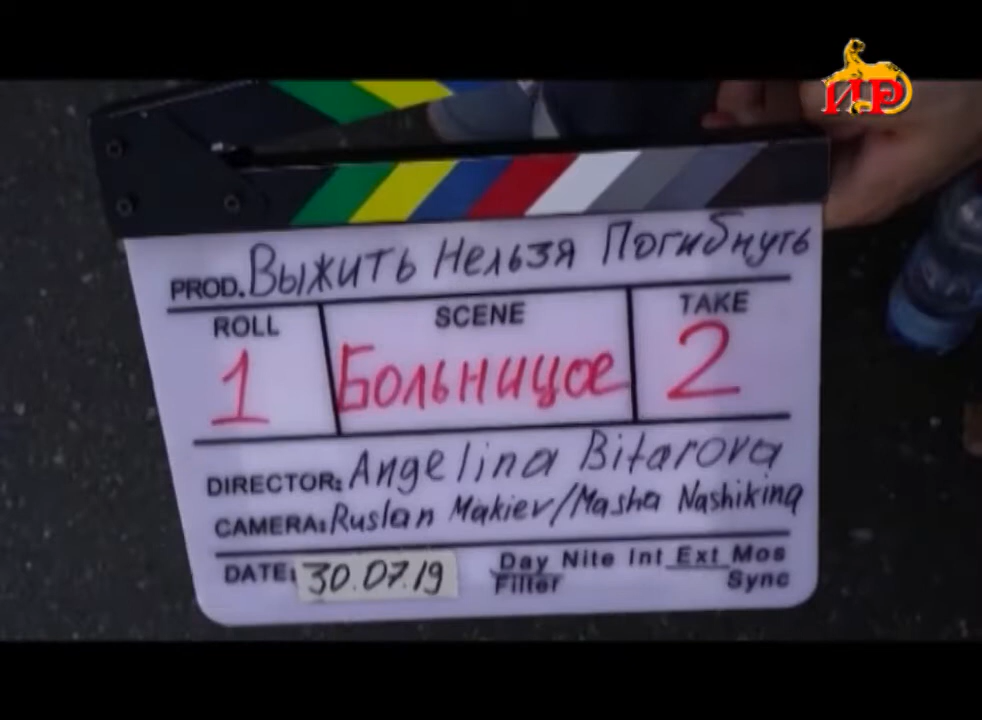 ИР
PROD. Выжить Нельзя Погибнуть
ROLL SCENE TAKE
1 Больницае 2
DIRECTOR: Angelina Bitarova
CAMERA: Ruslan Makiev/Masha Nashikina
DATE: 30.07.19
Day Nite Int Ext Mos
Filter Sync